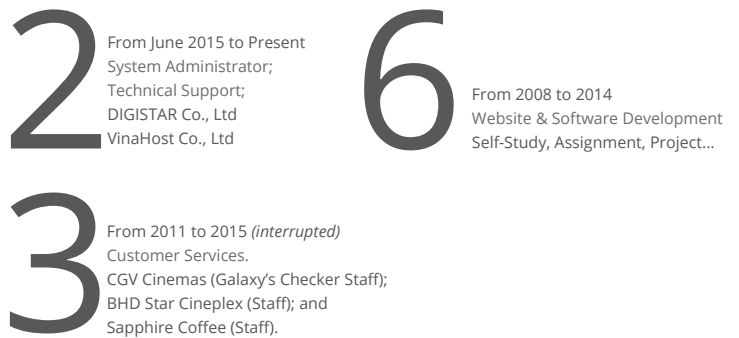 2
From June 2015 to Present
System Administrator;
Technical Support;
DIGISTAR Co., Ltd
VinaHost Co., Ltd
6
From 2008 to 2014
Website & Software Development
Self-Study, Assignment, Project...
3
From 2011 to 2015 (interrupted)
Customer Services.
CGV Cinemas (Galaxy’s Checker Staff);
BHD Star Cineplex (Staff); and
Sapphire Coffee (Staff).